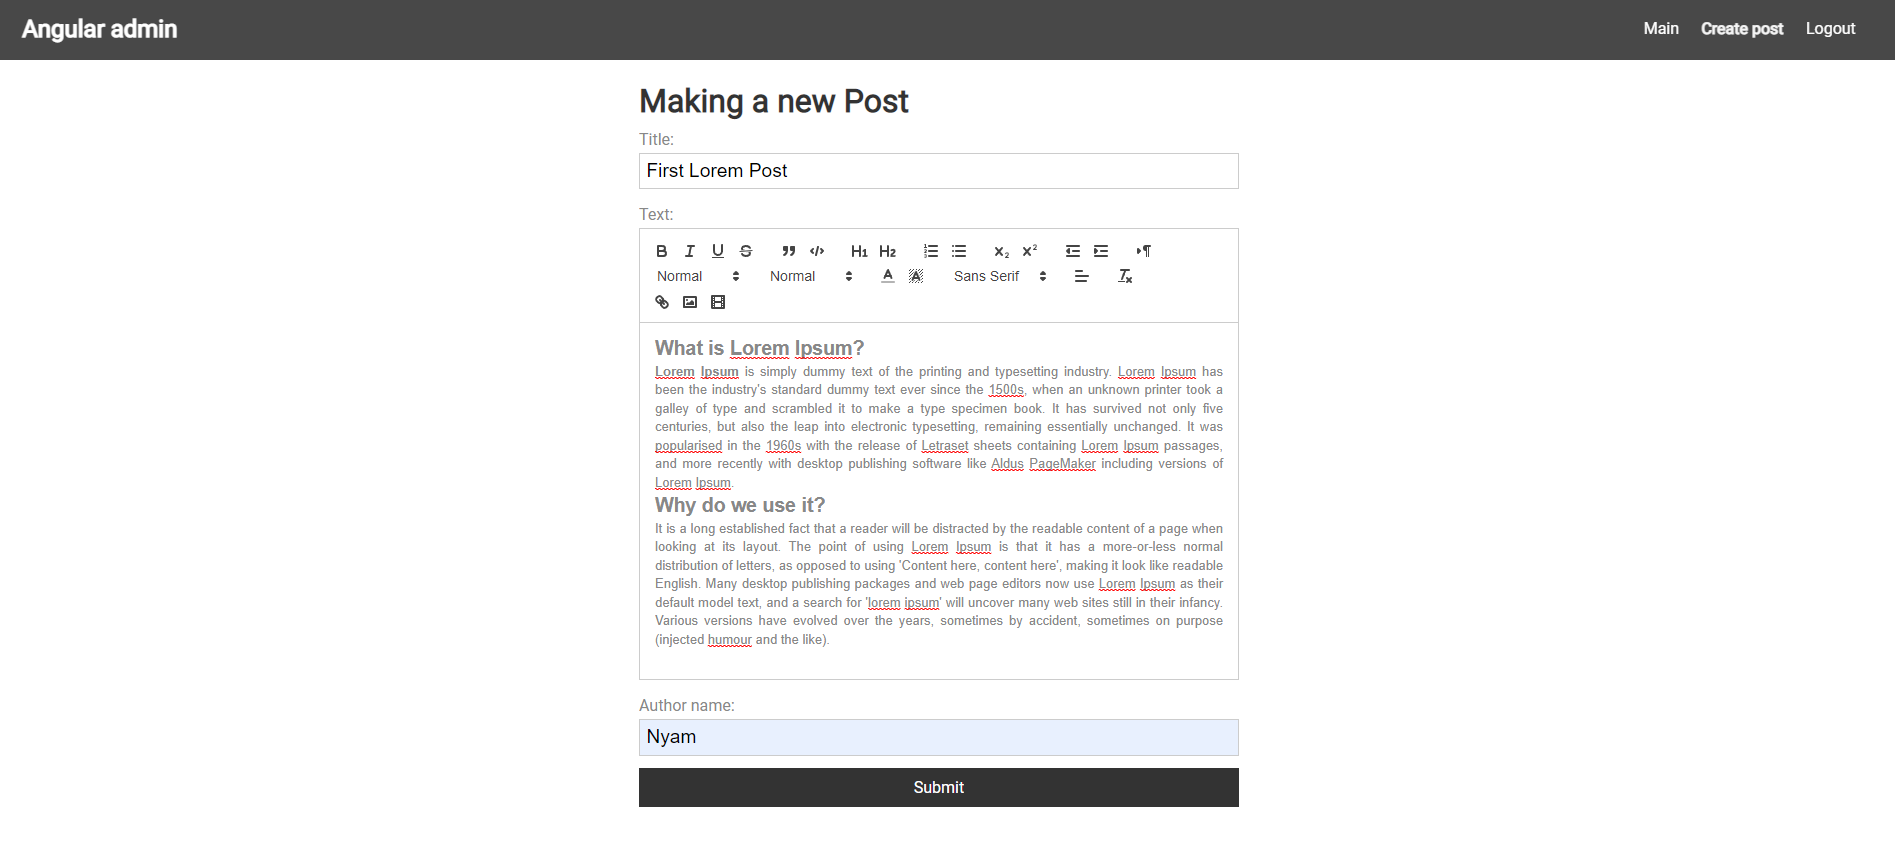 Angular admin
Main Create post Logout
Making a new Post
Title:
First Lorem Post
Text:
Normal Normal Sans Serif
What is Lorem Ipsum?
Lorem Ipsum is simply dummy text of the printing and typesetting industry. Lorem Ipsum has
been the industry's standard dummy text ever since the 1500s, when an unknown printer took a
galley of type and scrambled it to make a type specimen book. It has survived not only five
centuries, but also the leap into electronic typesetting, remaining essentially unchanged. It was
popularised in the 1960s with the release of Letraset sheets containing Lorem Ipsum passages,
and more recently with desktop publishing software like Aldus PageMaker including versions of
Lorem Ipsum.
Why do we use it?
It is a long established fact that a reader will be distracted by the readable content of a page when
looking at its layout. The point of using Lorem Ipsum is that it has a more-or-less normal
distribution of letters, as opposed to using 'Content here, content here', making it look like readable
English. Many desktop publishing packages and web page editors now use Lorem Ipsum as their
default model text, and a search for 'lorem ipsum' will uncover many web sites still in their infancy.
Various versions have evolved over the years, sometimes by accident, sometimes on purpose
(injected humour and the like).
Author name:
Nyam
Submit